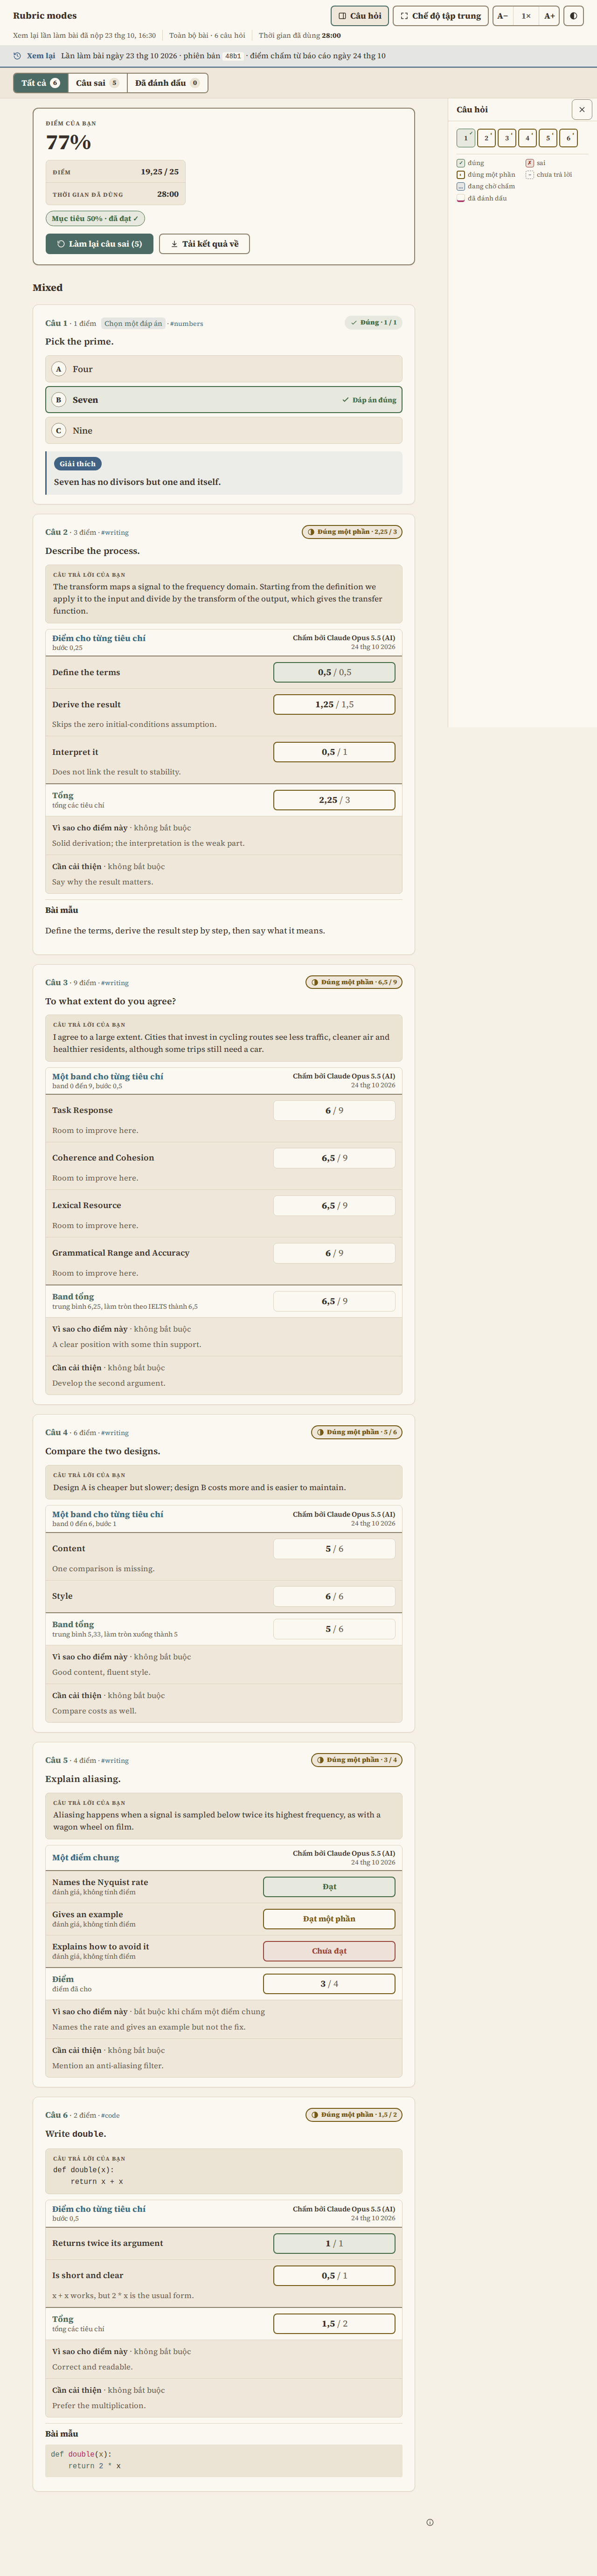 Rubric modes
Câu hỏi
Chế độ tập trung
A−
1×
A+
Xem lại lần làm bài đã nộp 23 thg 10, 16:30
Toàn bộ bài · 6 câu hỏi
Thời gian đã dùng 28:00
Xem lại Lần làm bài ngày 23 thg 10 2026 · phiên bản 48b1 · điểm chấm từ báo cáo ngày 24 thg 10
Tất cả 6
Câu sai 5
Đã đánh dấu 0
ĐIỂM CỦA BẠN
77%
ĐIỂM 19,25 / 25
THỜI GIAN ĐÃ DÙNG 28:00
Mục tiêu 50% · đã đạt ✓
Làm lại câu sai (5)
Tải kết quả về
Câu hỏi
1 2 3 4 5 6
đúng
sai
đúng một phần
chưa trả lời
đang chờ chấm
đã đánh dấu
Mixed
Câu 1 · 1 điểm Chọn một đáp án · #numbers
Đúng · 1 / 1
Pick the prime.
A Four
B Seven
Đáp án đúng
C Nine
Giải thích
Seven has no divisors but one and itself.
Câu 2 · 3 điểm · #writing
Đúng một phần · 2,25 / 3
Describe the process.
CÂU TRẢ LỜI CỦA BẠN
The transform maps a signal to the frequency domain. Starting from the definition we
apply it to the input and divide by the transform of the output, which gives the transfer
function.
Điểm cho từng tiêu chí
bước 0,25
Chấm bởi Claude Opus 5.5 (AI)
24 thg 10 2026
Define the terms
0,5 / 0,5
Derive the result
1,25 / 1,5
Skips the zero initial-conditions assumption.
Interpret it
0,5 / 1
Does not link the result to stability.
Tổng
tổng các tiêu chí
2,25 / 3
Vì sao cho điểm này · không bắt buộc
Solid derivation; the interpretation is the weak part.
Cần cải thiện · không bắt buộc
Say why the result matters.
Bài mẫu
Define the terms, derive the result step by step, then say what it means.
Câu 3 · 9 điểm · #writing
Đúng một phần · 6,5 / 9
To what extent do you agree?
CÂU TRẢ LỜI CỦA BẠN
I agree to a large extent. Cities that invest in cycling routes see less traffic, cleaner air and
healthier residents, although some trips still need a car.
Một band cho từng tiêu chí
band 0 đến 9, bước 0,5
Chấm bởi Claude Opus 5.5 (AI)
24 thg 10 2026
Task Response
6 / 9
Room to improve here.
Coherence and Cohesion
6,5 / 9
Room to improve here.
Lexical Resource
6,5 / 9
Room to improve here.
Grammatical Range and Accuracy
6 / 9
Room to improve here.
Band tổng
trung bình 6,25, làm tròn theo IELTS thành 6,5
6,5 / 9
Vì sao cho điểm này · không bắt buộc
A clear position with some thin support.
Cần cải thiện · không bắt buộc
Develop the second argument.
Câu 4 · 6 điểm · #writing
Đúng một phần · 5 / 6
Compare the two designs.
CÂU TRẢ LỜI CỦA BẠN
Design A is cheaper but slower; design B costs more and is easier to maintain.
Một band cho từng tiêu chí
band 0 đến 6, bước 1
Chấm bởi Claude Opus 5.5 (AI)
24 thg 10 2026
Content
5 / 6
One comparison is missing.
Style
6 / 6
Band tổng
trung bình 5,33, làm tròn xuống thành 5
5 / 6
Vì sao cho điểm này · không bắt buộc
Good content, fluent style.
Cần cải thiện · không bắt buộc
Compare costs as well.
Câu 5 · 4 điểm · #writing
Đúng một phần · 3 / 4
Explain aliasing.
CÂU TRẢ LỜI CỦA BẠN
Aliasing happens when a signal is sampled below twice its highest frequency, as with a
wagon wheel on film.
Một điểm chung
Chấm bởi Claude Opus 5.5 (AI)
24 thg 10 2026
Names the Nyquist rate
đánh giá, không tính điểm
Đạt
Gives an example
đánh giá, không tính điểm
Đạt một phần
Explains how to avoid it
đánh giá, không tính điểm
Chưa đạt
Điểm
điểm đã cho
3 / 4
Vì sao cho điểm này · bắt buộc khi chấm một điểm chung
Names the rate and gives an example but not the fix.
Cần cải thiện · không bắt buộc
Mention an anti-aliasing filter.
Câu 6 · 2 điểm · #code
Đúng một phần · 1,5 / 2
Write double.
CÂU TRẢ LỜI CỦA BẠN
def double(x):
    return x + x
Điểm cho từng tiêu chí
bước 0,5
Chấm bởi Claude Opus 5.5 (AI)
24 thg 10 2026
Returns twice its argument
1 / 1
Is short and clear
0,5 / 1
x + x works, but 2 * x is the usual form.
Tổng
tổng các tiêu chí
1,5 / 2
Vì sao cho điểm này · không bắt buộc
Correct and readable.
Cần cải thiện · không bắt buộc
Prefer the multiplication.
Bài mẫu
def double(x):
    return 2 * x